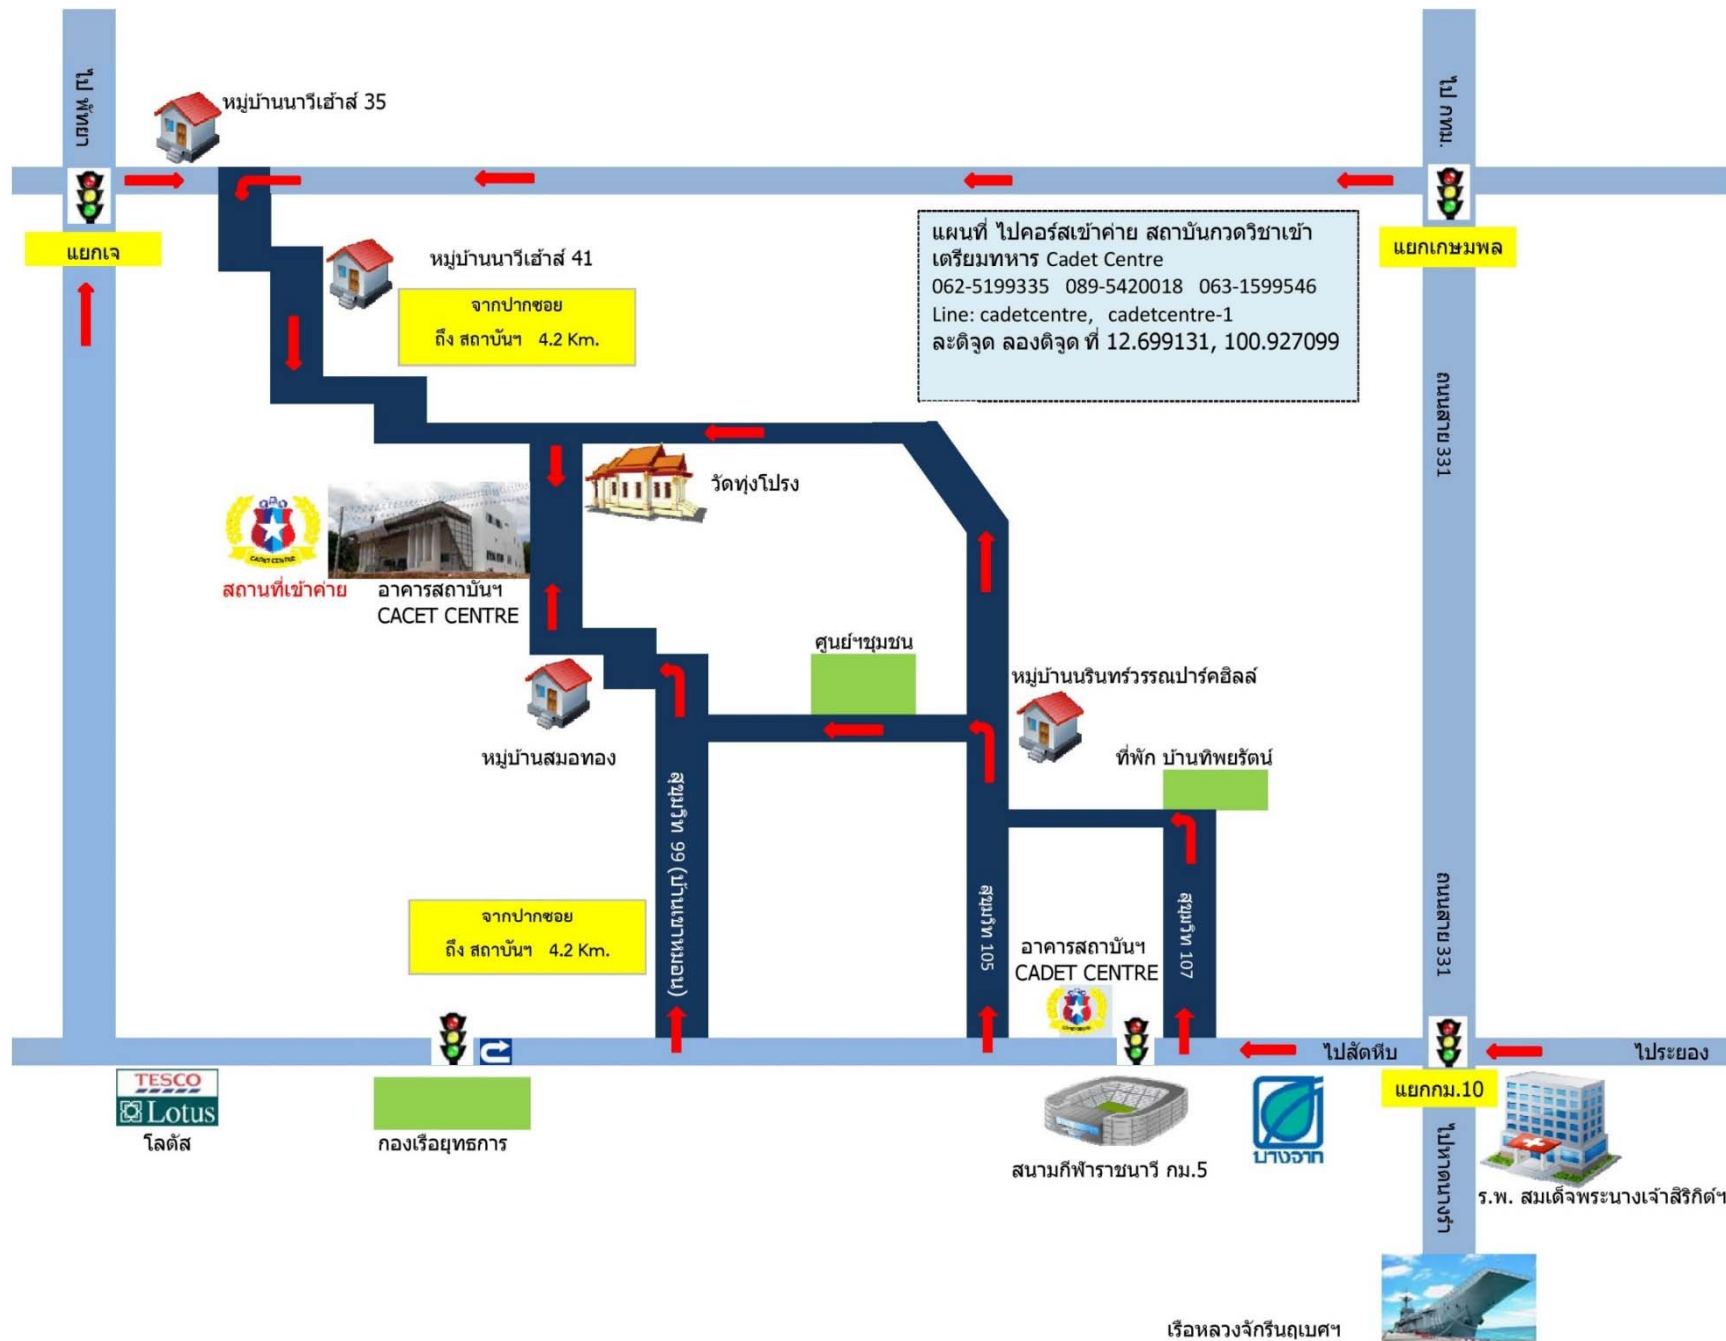 ไป พัทยา
ไป กทม.
หมู่บ้านนาวีเฮ้าส์ 35
แยกเจ
แยกเกษมพล
หมู่บ้านนาวีเฮ้าส์ 41
จากปากซอย
ถึง สถาบันฯ 4.2 Km.
แผนที่ ไปคอร์สเข้าค่าย สถาบันกวดวิชาเข้า
เตรียมทหาร Cadet Centre
062-5199335 089-5420018 063-1599546
Line: cadetcentre, cadetcentre-1
ละติจูด ลองติจูด ที่ 12.699131, 100.927099
ถนนสาย 331
วัดทุ่งโปรง
CADET CENTRE
สถานที่เข้าค่าย
อาคารสถาบันฯ
CACET CENTRE
ศูนย์ฯชุมชน
หมู่บ้านนรินทร์วรรณปาร์คฮิลล์
หมู่บ้านสมอทอง
ที่พัก บ้านทิพยรัตน์
สุขุมวิท 99 (บ้านเขาหมอน)
สุขุมวิท 105
สุขุมวิท 107
ถนนสาย 331
จากปากซอย
ถึง สถาบันฯ 4.2 Km.
อาคารสถาบันฯ
CADET CENTRE
ไปสัตหีบ
ไประยอง
TESCO
Lotus
โลตัส
กองเรือยุทธการ
สนามกีฬาราชนาวี กม.5
บางจาก
แยกกม.10
ไปหาดนางรำ
ร.พ. สมเด็จพระนางเจ้าสิริกิต์ฯ
เรือหลวงจักรีนฤเบศฯ